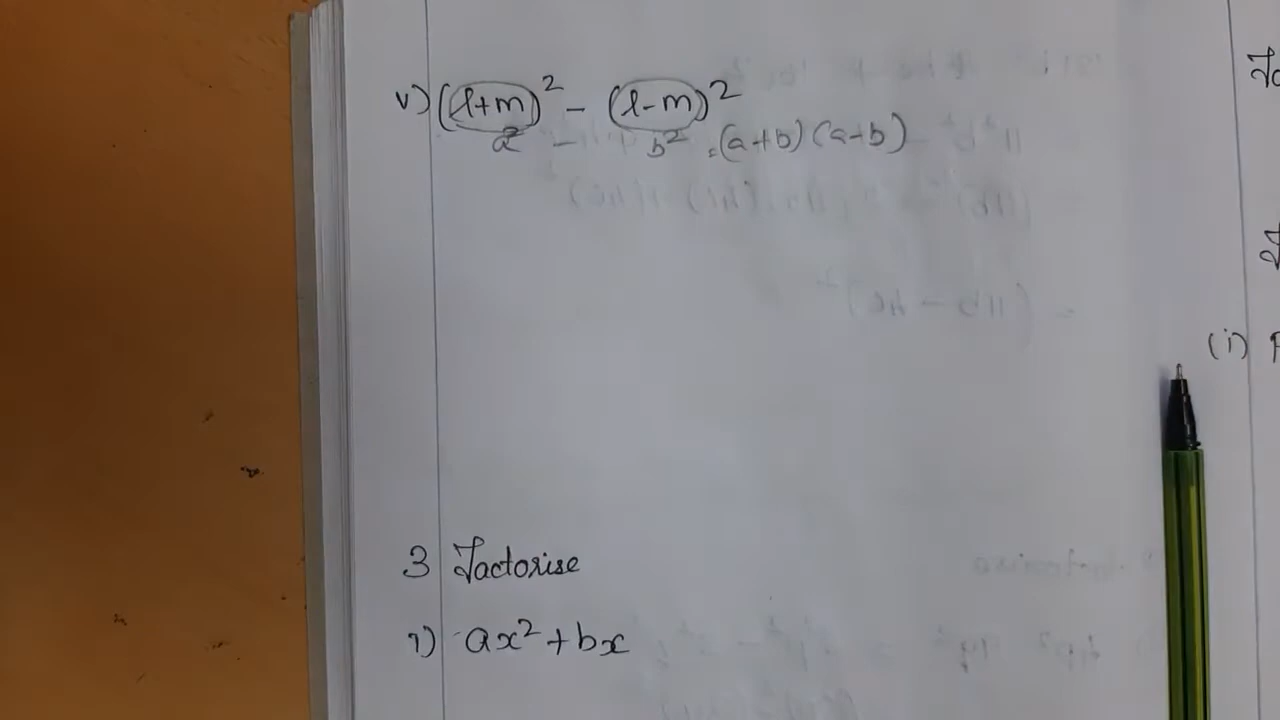 v) (l+m)² - (l-m)²
a² - b² = (a+b)(a-b)
3 Factorise
i) ax² + bx
(i)